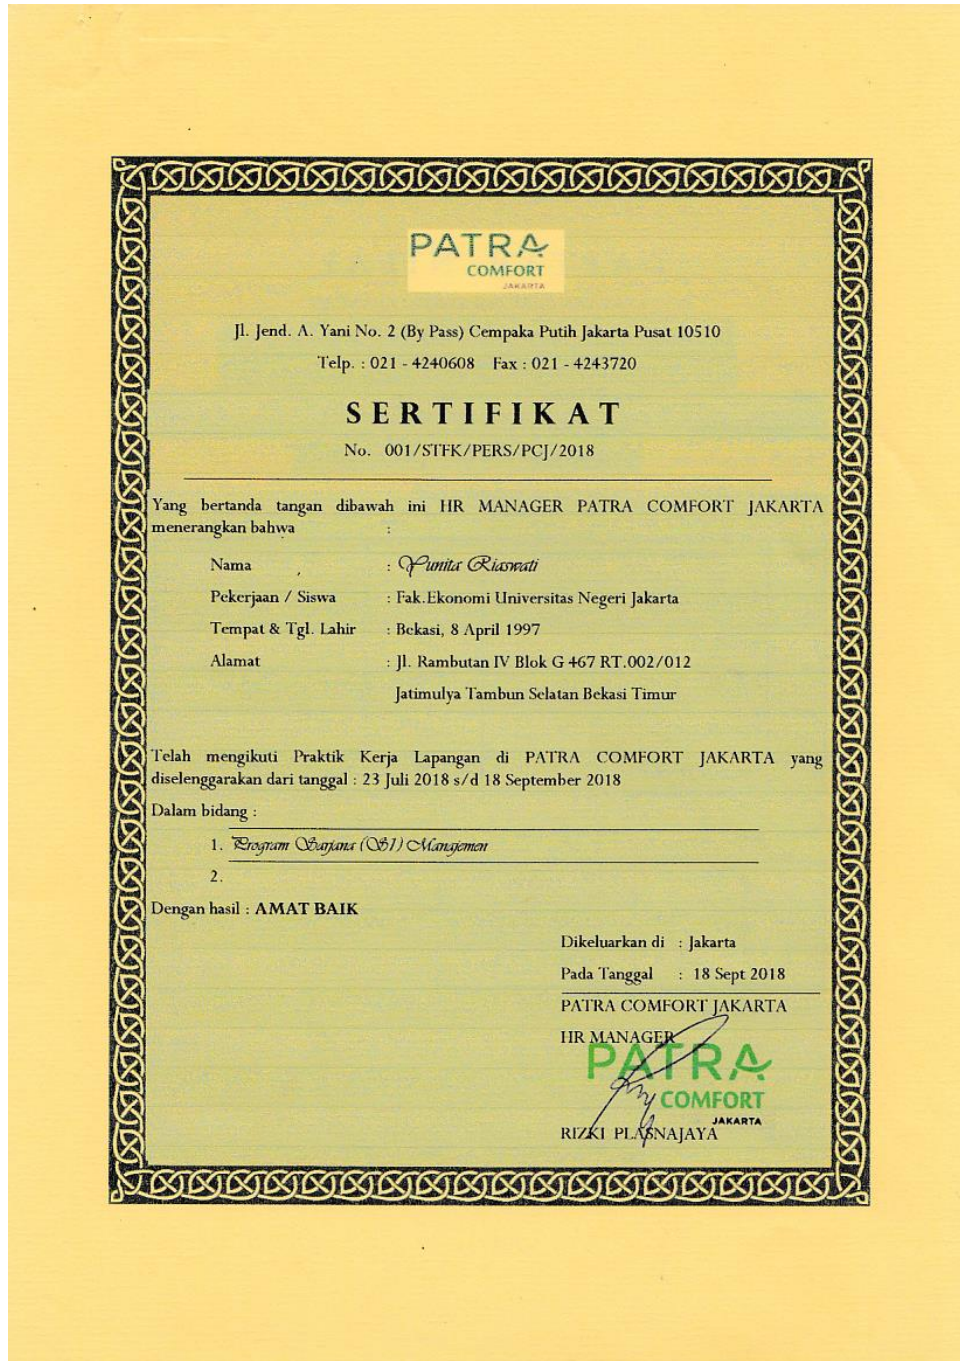 PATRA
COMFORT
JAKARTA
Jl. Jend. A. Yani No. 2 (By Pass) Cempaka Putih Jakarta Pusat 10510
Telp. : 021 - 4240608 Fax : 021 - 4243720
SERTIFIKAT
No. 001/STFK/PERS/PCJ/2018
Yang bertanda tangan dibawah ini HR MANAGER PATRA COMFORT JAKARTA
menerangkan bahwa :
Nama : Yunita Riaswati
Pekerjaan / Siswa : Fak.Ekonomi Universitas Negeri Jakarta
Tempat & Tgl. Lahir : Bekasi, 8 April 1997
Alamat : Jl. Rambutan IV Blok G 467 RT.002/012
Jatimulya Tambun Selatan Bekasi Timur
Telah mengikuti Praktik Kerja Lapangan di PATRA COMFORT JAKARTA yang
diselenggarakan dari tanggal : 23 Juli 2018 s/d 18 September 2018
Dalam bidang :
1. Program Sarjana (S1) Manajemen
2.
Dengan hasil : AMAT BAIK
Dikeluarkan di : Jakarta
Pada Tanggal : 18 Sept 2018
PATRA COMFORT JAKARTA
HR MANAGER
PATRA
COMFORT
JAKARTA
RIZKI PLASNAJAYA